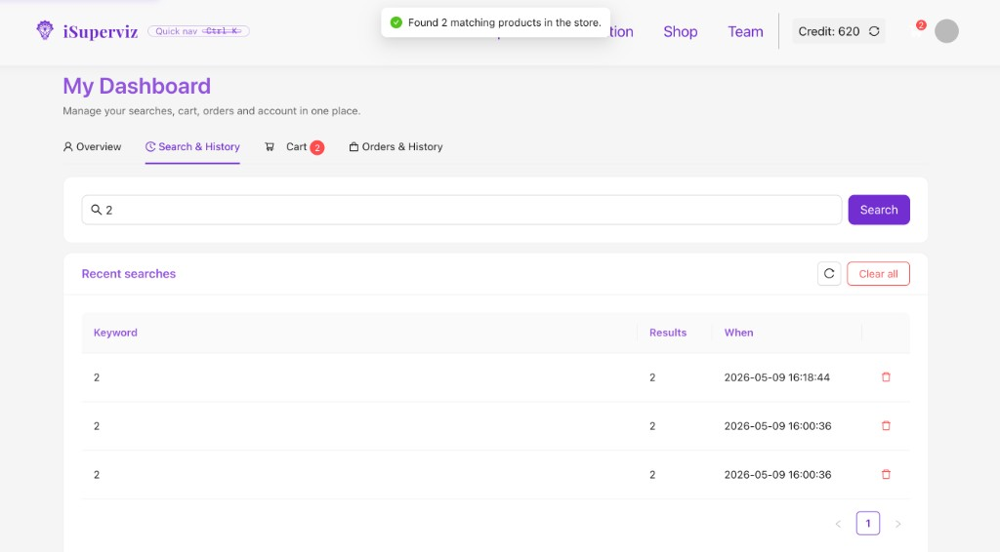 iSuperviz
Quick nav Ctrl K
Found 2 matching products in the store.
Shop
Team
Credit: 620
2
My Dashboard
Manage your searches, cart, orders and account in one place.
Overview
Search & History
Cart 2
Orders & History
2
Search
Recent searches
Clear all
Keyword Results When
2 2 2026-05-09 16:18:44
2 2 2026-05-09 16:00:36
2 2 2026-05-09 16:00:36
1